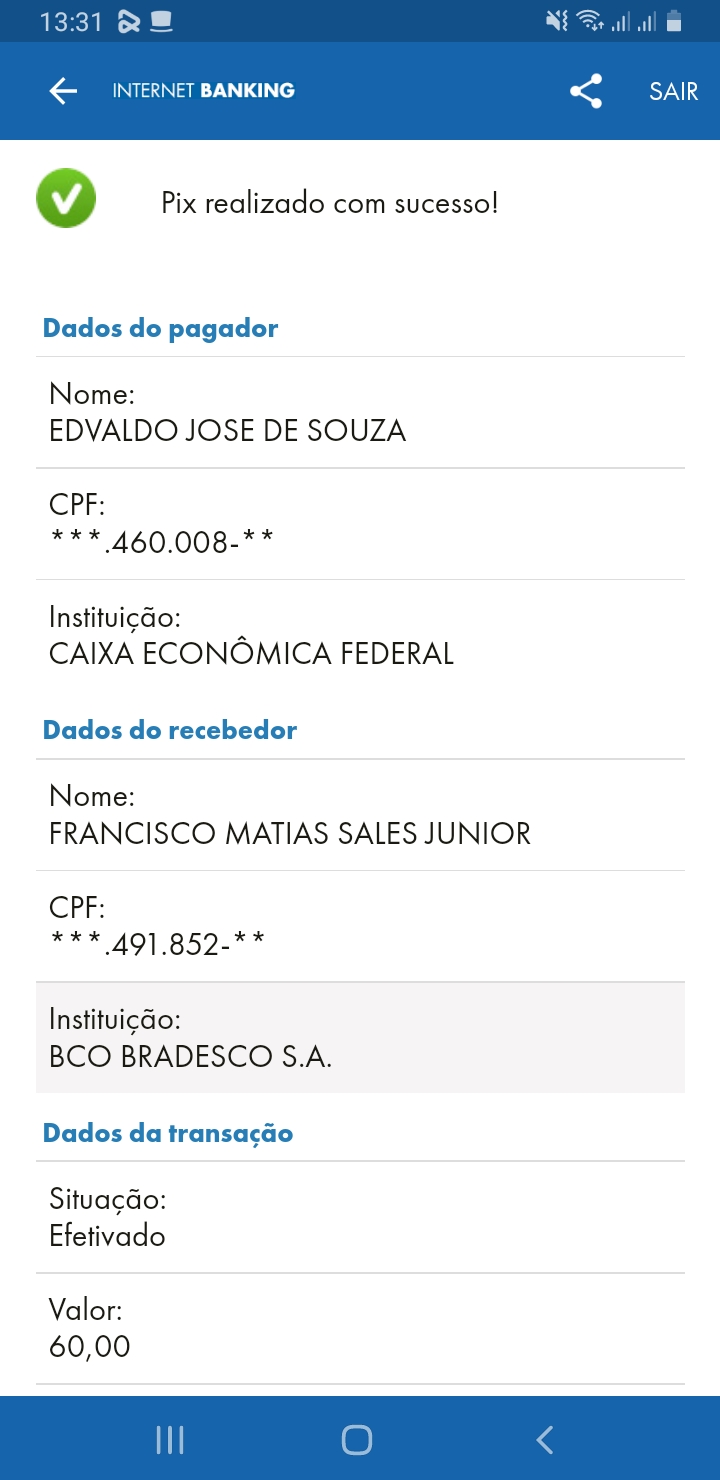 13:31
INTERNET BANKING
SAIR
Pix realizado com sucesso!
Dados do pagador
Nome:
EDVALDO JOSE DE SOUZA
CPF:
***.460.008-**
Instituição:
CAIXA ECONÔMICA FEDERAL
Dados do recebedor
Nome:
FRANCISCO MATIAS SALES JUNIOR
CPF:
***.491.852-**
Instituição:
BCO BRADESCO S.A.
Dados da transação
Situação:
Efetivado
Valor:
60,00